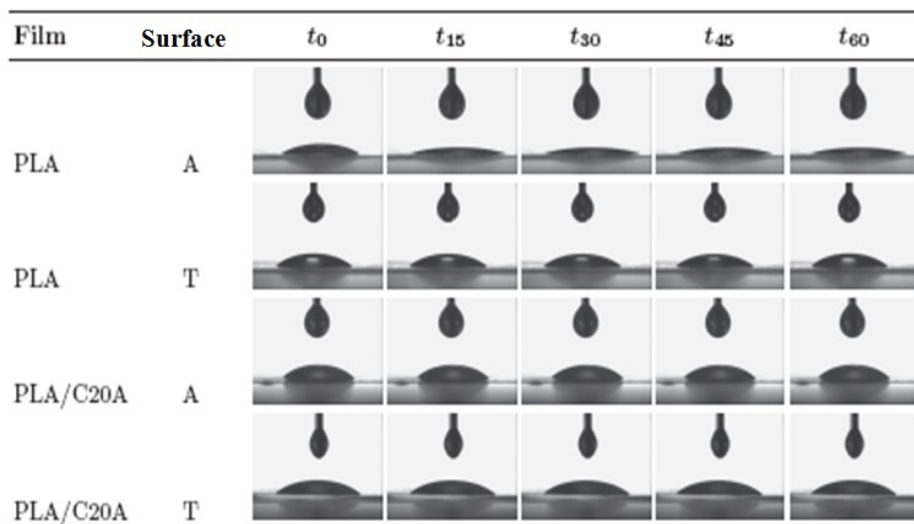 Film Surface t₀ t₁₅ t₃₀ t₄₅ t₆₀
PLA A
PLA T
PLA/C20A A
PLA/C20A T